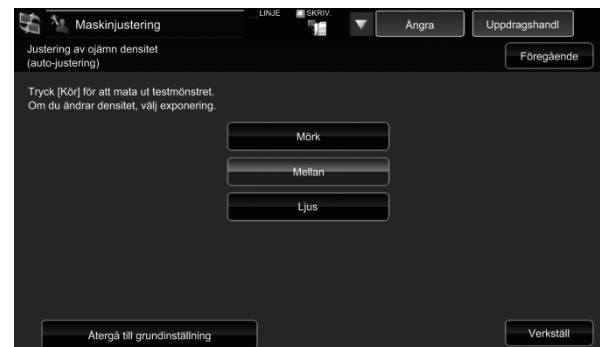 Maskinjustering
LINJE
SKRIV.
Ångra
Uppdragshandl
Justering av ojämn densitet
(auto-justering)
Föregående
Tryck [Kör] för att mata ut testmönstret.
Om du ändrar densitet, välj exponering.
Mörk
Mellan
Ljus
Återgå till grundinställning
Verkställ